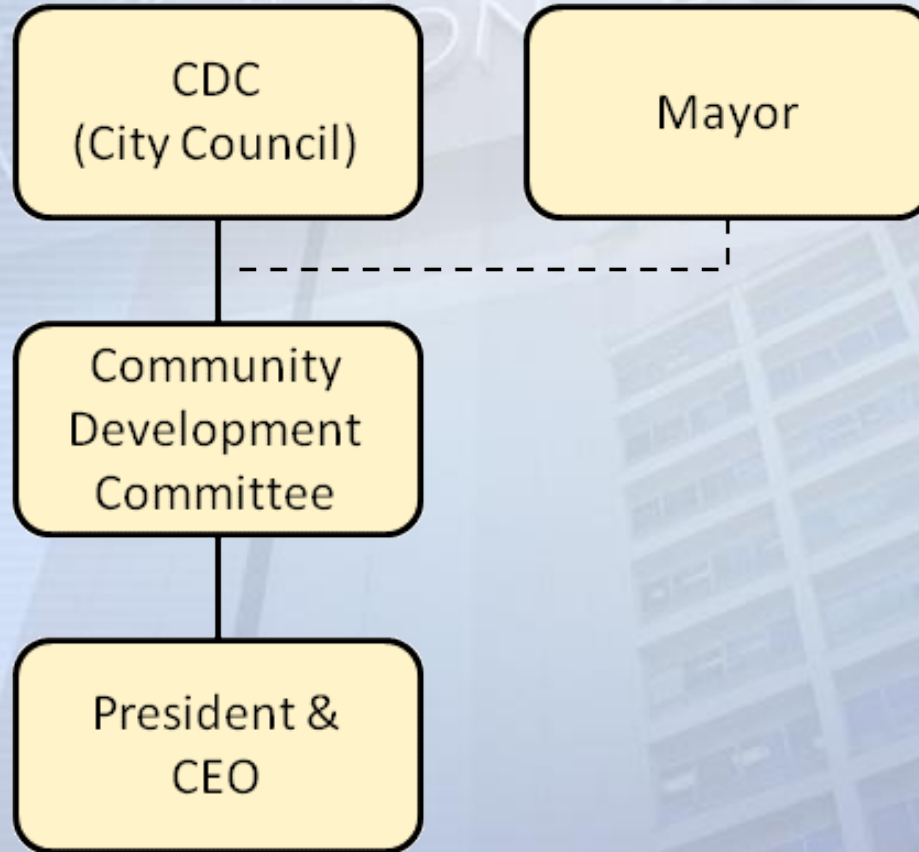 CDC
(City Council)
Mayor
Community
Development
Committee
President &
CEO